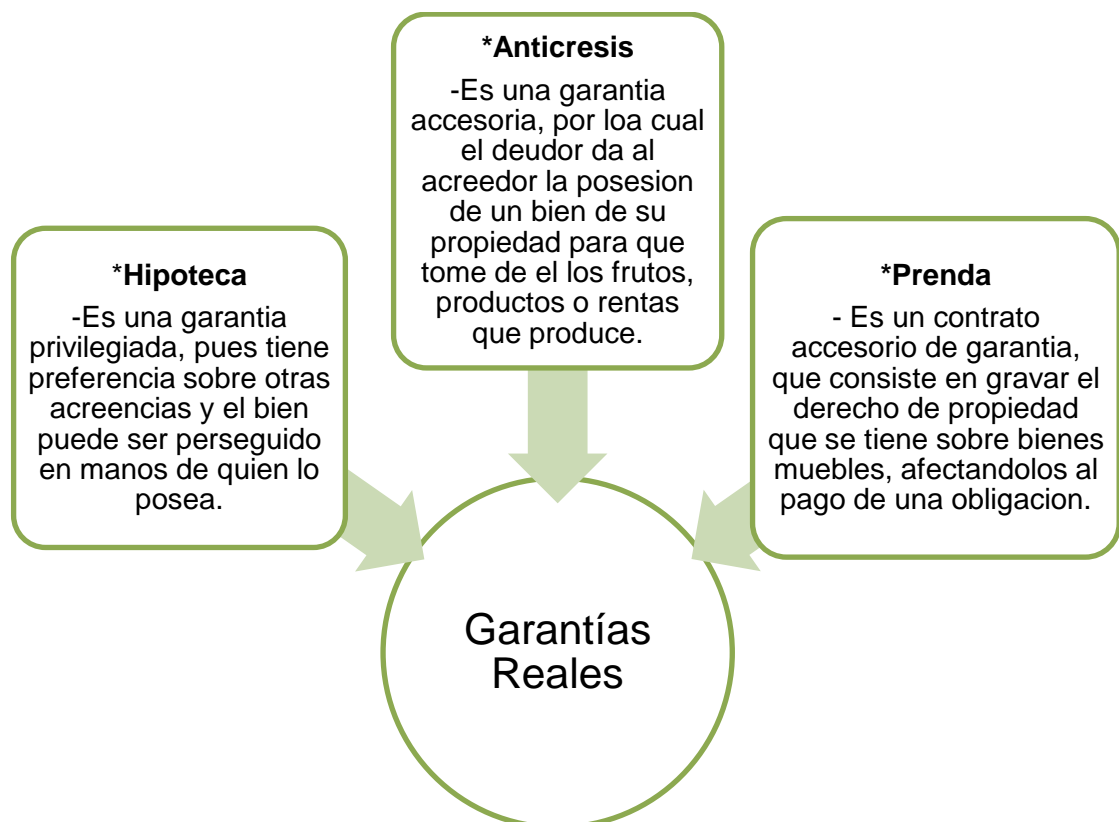 *Anticresis
-Es una garantia
accesoria, por loa cual
el deudor da al
acreedor la posesion
de un bien de su
propiedad para que
tome de el los frutos,
productos o rentas
que produce.
*Hipoteca
-Es una garantia
privilegiada, pues tiene
preferencia sobre otras
acreencias y el bien
puede ser perseguido
en manos de quien lo
posea.
*Prenda
- Es un contrato
accesorio de garantia,
que consiste en gravar el
derecho de propiedad
que se tiene sobre bienes
muebles, afectandolos al
pago de una obligacion.
Garantías
Reales